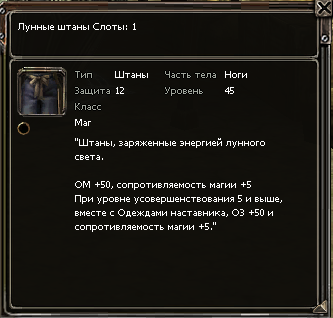 Лунные штаны Слоты: 1
Тип Штаны Часть тела Ноги
Защита 12 Уровень 45
Класс
Маг
"Штаны, заряженные энергией лунного
света.
ОМ +50, сопротивляемость магии +5
При уровне усовершенствования 5 и выше,
вместе с Одеждами наставника, ОЗ +50 и
сопротивляемость магии +5."